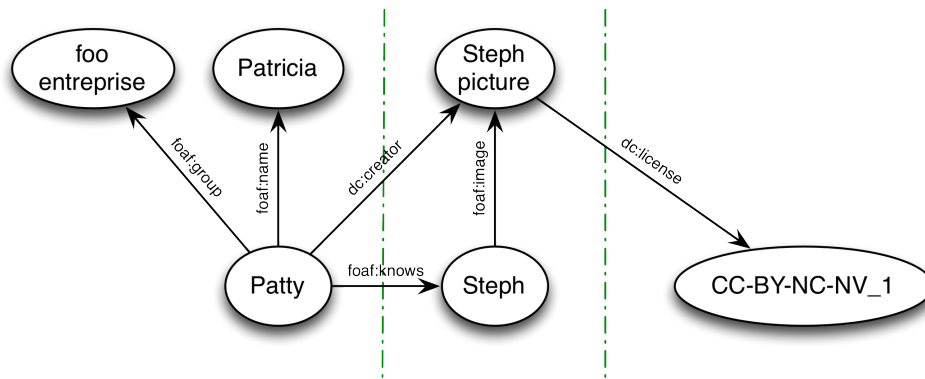 foo
entreprise
Patricia
Steph
picture
foaf:group
foaf:name
dc:creator
foaf:image
dc:license
foaf:knows
Patty
Steph
CC-BY-NC-NV_1